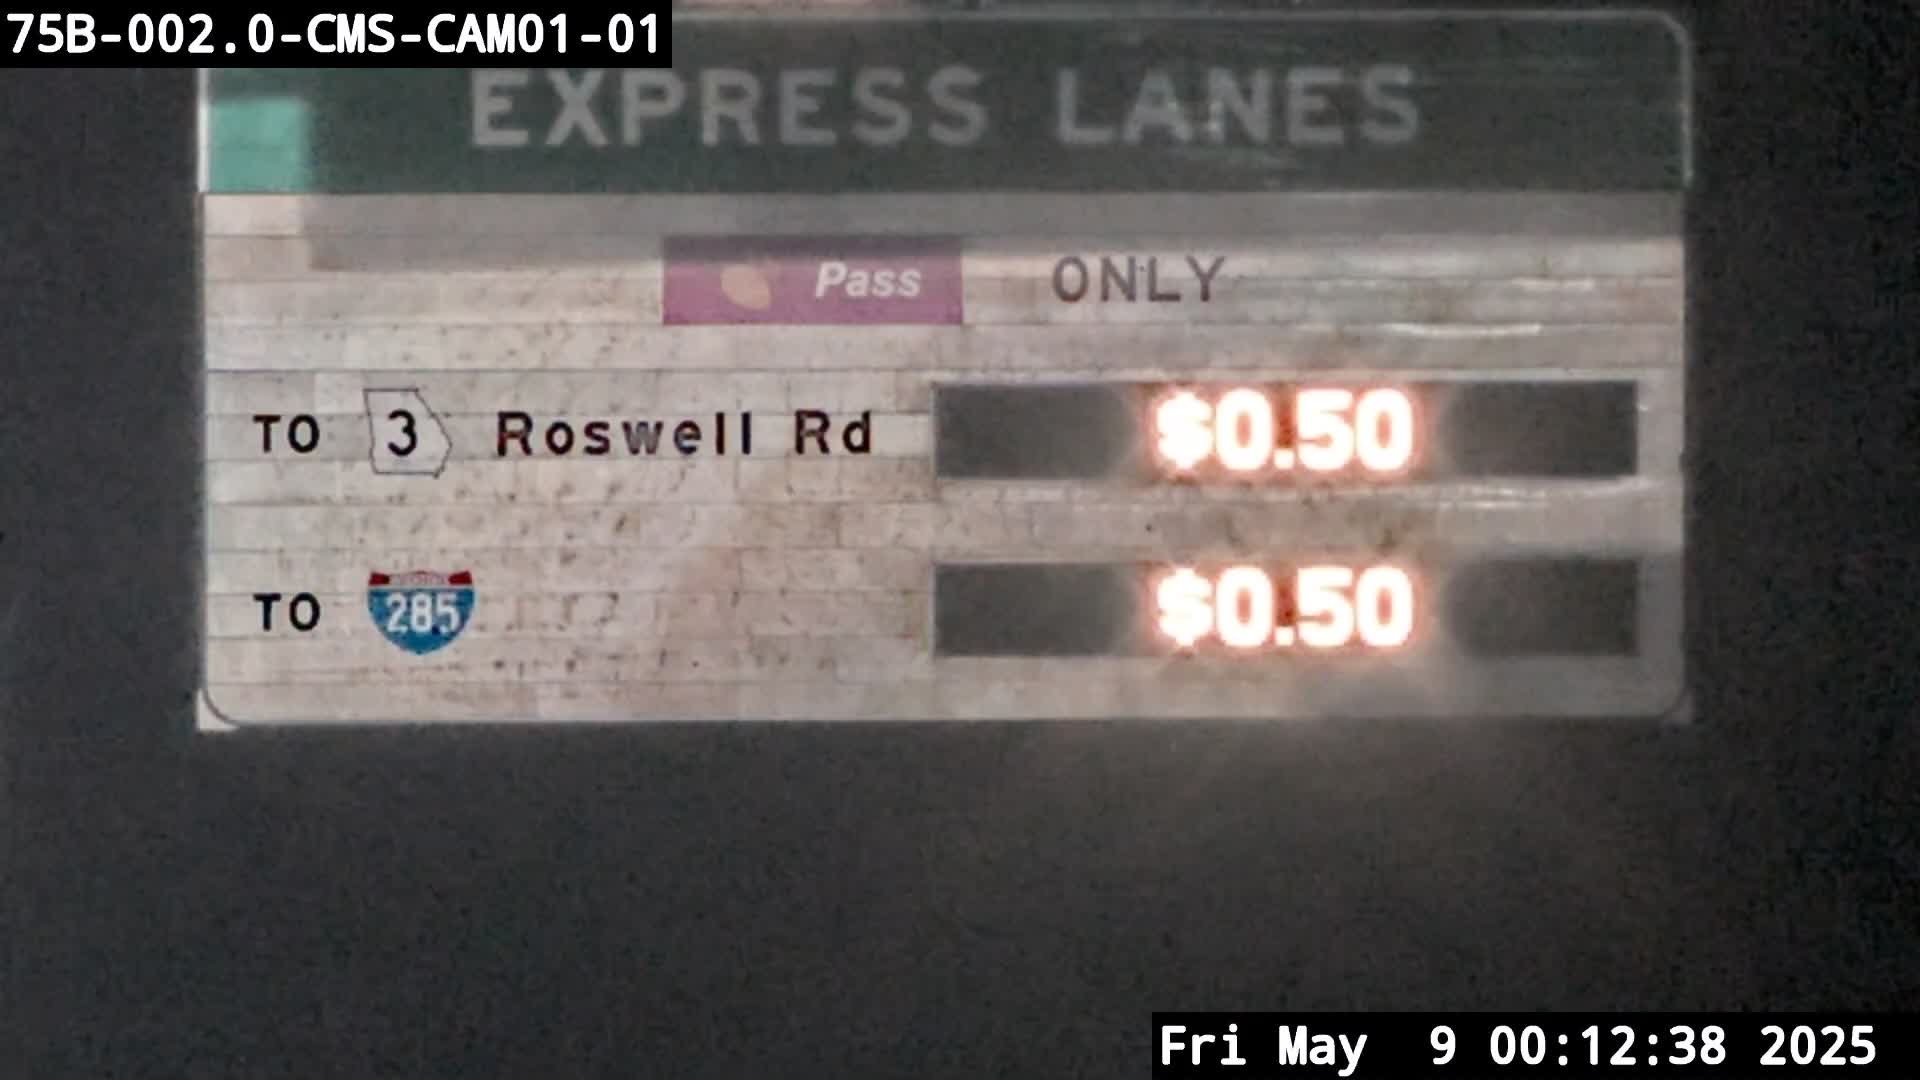 75B-002.0-CMS-CAM01-01
EXPRESS LANES
Pass ONLY
TO 3 Roswell Rd $0.50
TO 285 $0.50
Fri May 9 00:12:38 2025